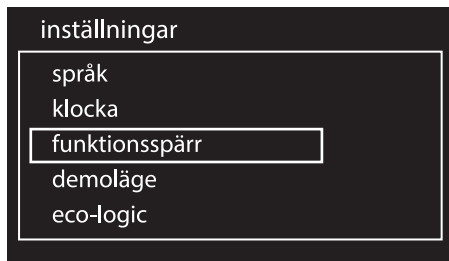 inställningar
språk
klocka
funktionsspärr
demoläge
eco-logic